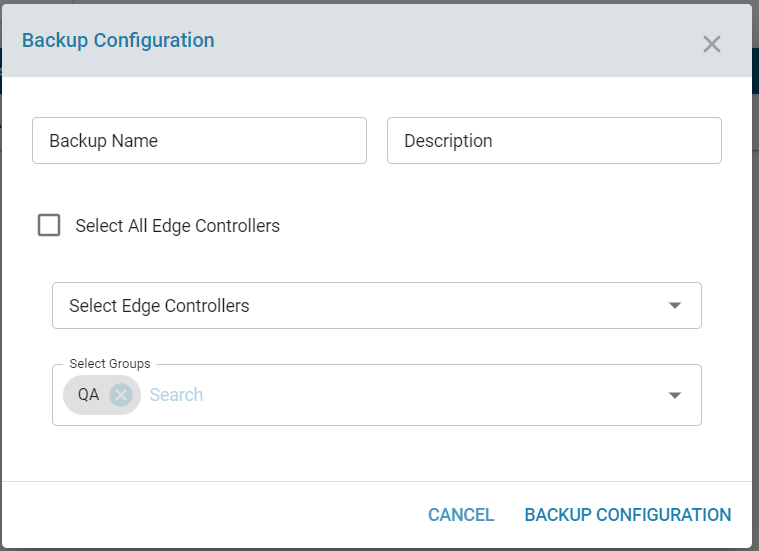 Backup Configuration
Backup Name
Description
Select All Edge Controllers
Select Edge Controllers
Select Groups
QA
Search
CANCEL
BACKUP CONFIGURATION